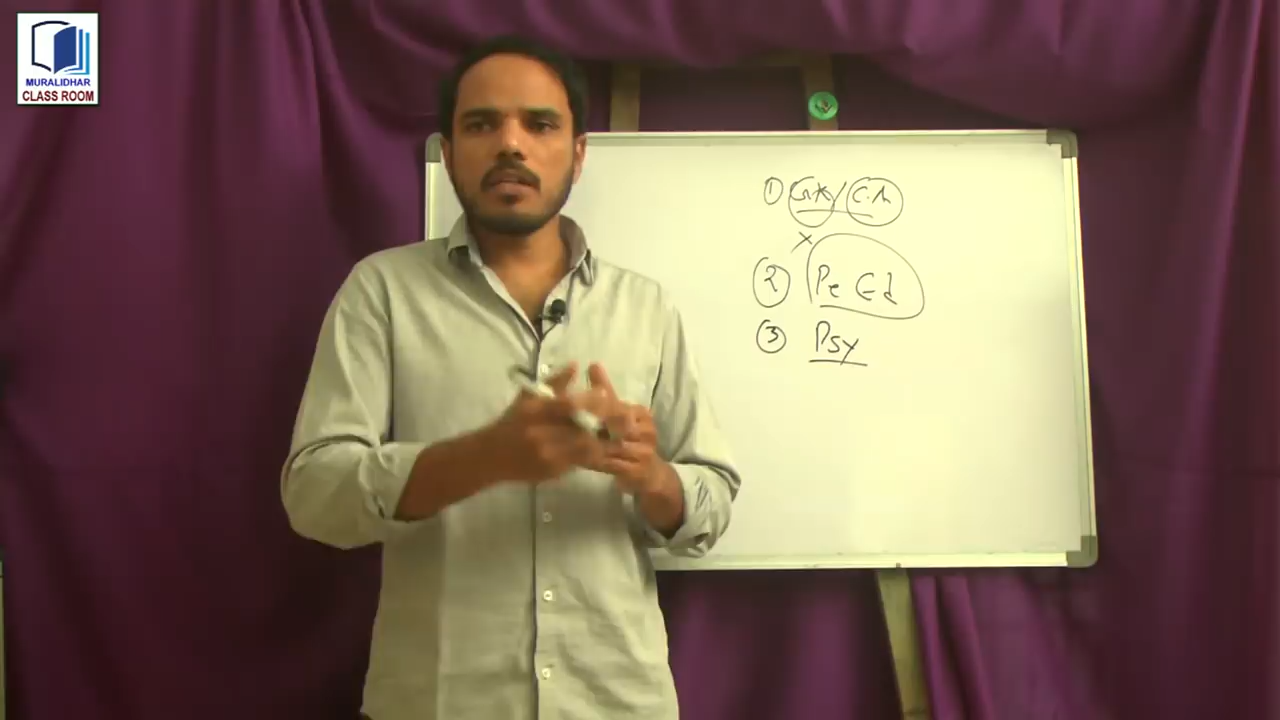 MURALIDHAR
CLASS ROOM
① GK/ C.A
×
② Pe Ed
③ Psy